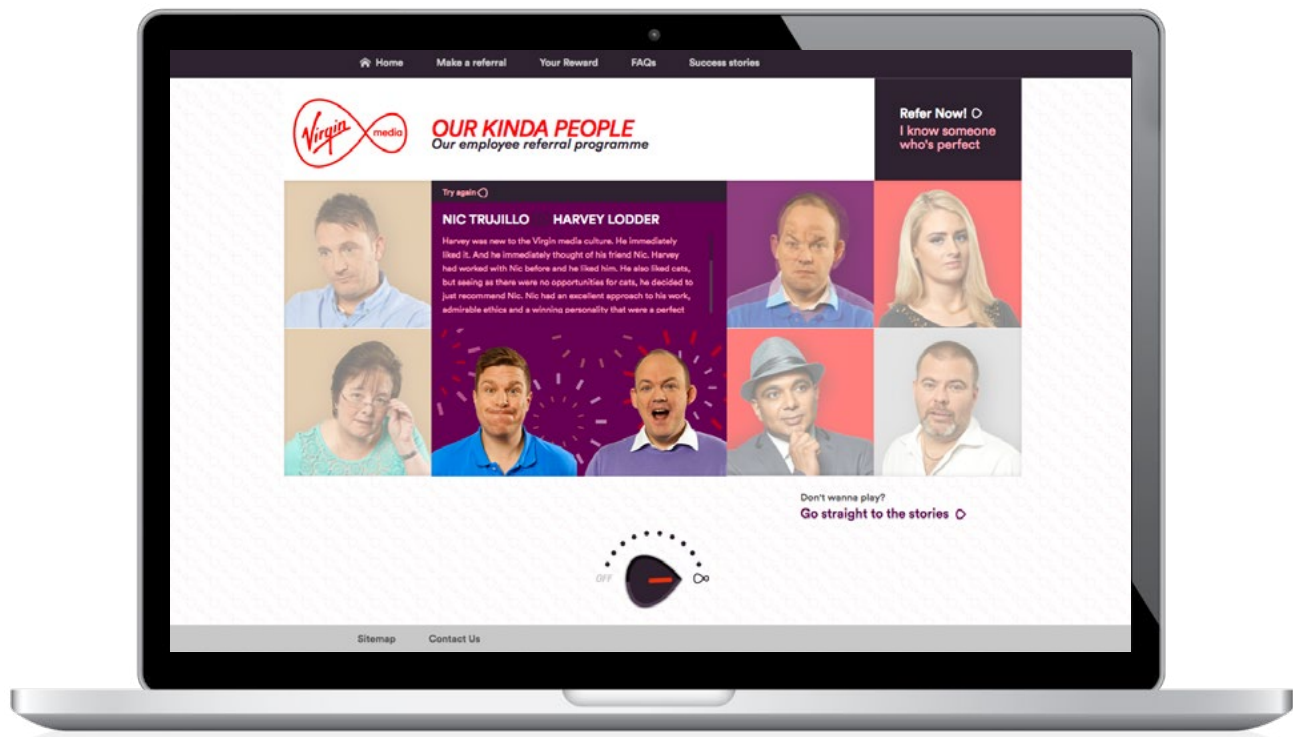 Home Make a referral Your Reward FAQs Success stories
Virgin media
OUR KINDA PEOPLE
Our employee referral programme
Refer Now!
I know someone
who's perfect
Try again
NIC TRUJILLO HARVEY LODDER
Harvey was new to the Virgin media culture. He immediately
liked it. And he immediately thought of his friend Nic. Harvey
had worked with Nic before and he liked him. He also liked cats,
but seeing as there were no opportunities for cats, he decided to
just recommend Nic. Nic had an excellent approach to his work,
admirable ethics and a winning personality that were a perfect
Don't wanna play?
Go straight to the stories
OFF
Sitemap Contact Us